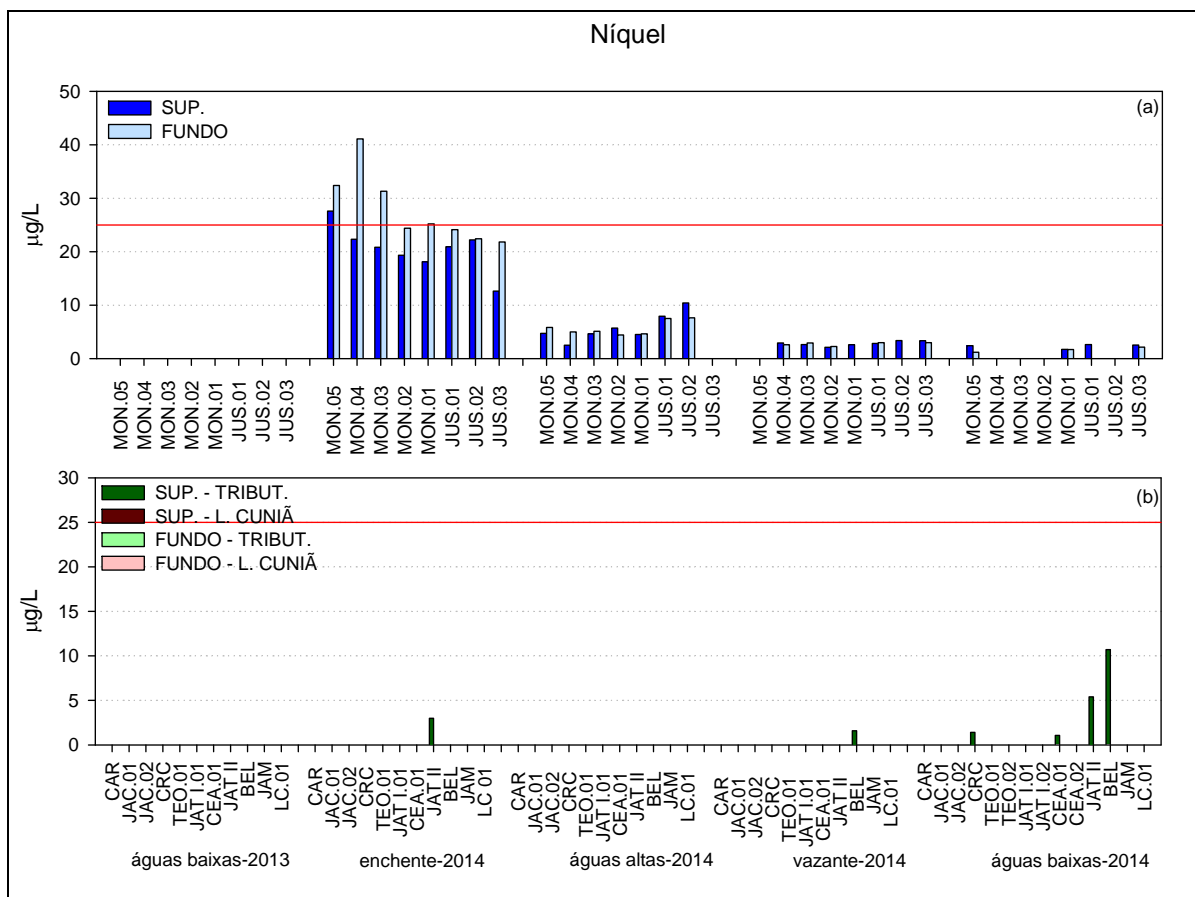 Níquel
(a)
SUP.
FUNDO
µg/L
50
40
30
20
10
0
MON.05 MON.04 MON.03 MON.02 MON.01 JUS.01 JUS.02 JUS.03 MON.05 MON.04 MON.03 MON.02 MON.01 JUS.01 JUS.02 JUS.03 MON.05 MON.04 MON.03 MON.02 MON.01 JUS.01 JUS.02 JUS.03 MON.05 MON.04 MON.03 MON.02 MON.01 JUS.01 JUS.02 JUS.03 MON.05 MON.04 MON.03 MON.02 MON.01 JUS.01 JUS.02 JUS.03
(b)
SUP. - TRIBUT.
SUP. - L. CUNIÃ
FUNDO - TRIBUT.
FUNDO - L. CUNIÃ
µg/L
30
25
20
15
10
5
0
CAR JAC.01 JAC.02 CRC TEO.01 JAT I.01 CEA.01 JAT II BEL JAM LC.01 CAR JAC.01 JAC.02 CRC TEO.01 JAT I.01 CEA.01 JAT II BEL JAM LC 01 CAR JAC.01 JAC.02 CRC TEO.01 JAT I.01 CEA.01 JAT II BEL JAM LC.01 CAR JAC.01 JAC.02 CRC TEO.01 JAT I.01 CEA.01 JAT II BEL JAM LC.01 CAR JAC.01 JAC.02 CRC TEO.01 TEO.02 JAT I.01 JAT I.02 CEA.01 CEA.02 JAT II BEL JAM LC.01
águas baixas-2013 enchente-2014 águas altas-2014 vazante-2014 águas baixas-2014